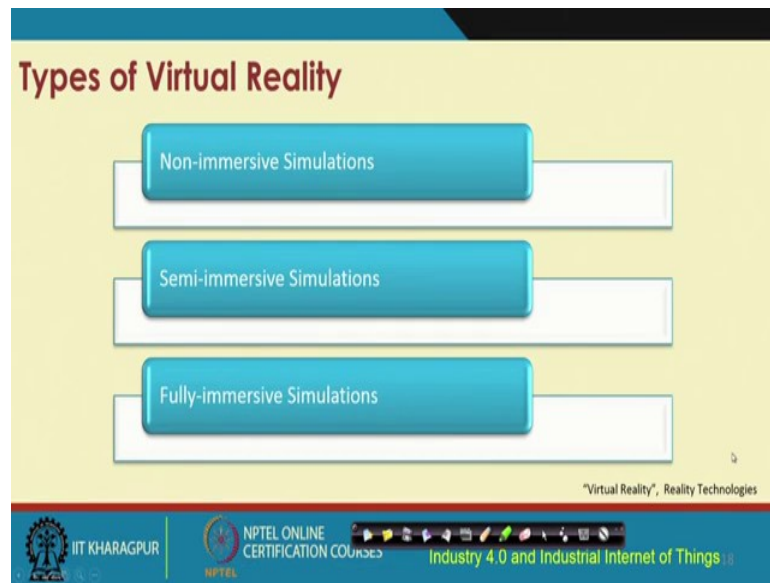 Types of Virtual Reality
Non-immersive Simulations
Semi-immersive Simulations
Fully-immersive Simulations
"Virtual Reality", Reality Technologies
IIT KHARAGPUR
NPTEL
NPTEL ONLINE
CERTIFICATION COURSES
Industry 4.0 and Industrial Internet of Things 18